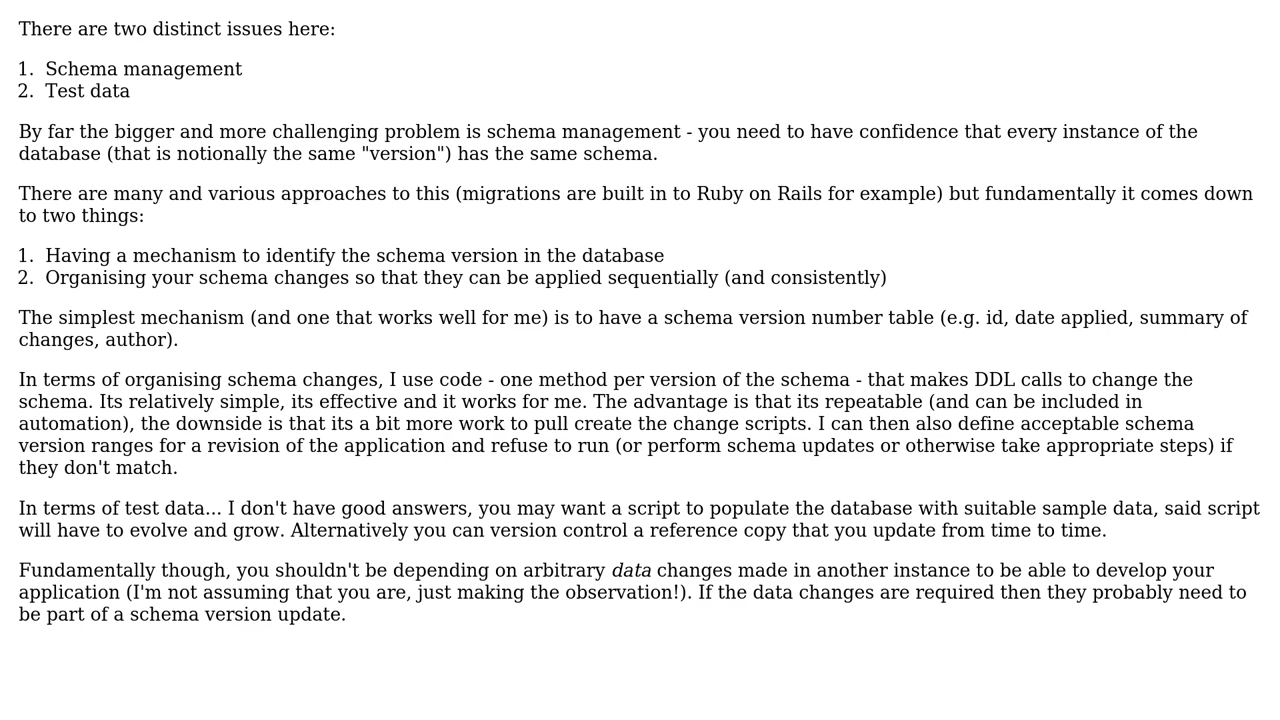 There are two distinct issues here:
1. Schema management
2. Test data
By far the bigger and more challenging problem is schema management - you need to have confidence that every instance of the
database (that is notionally the same "version") has the same schema.
There are many and various approaches to this (migrations are built in to Ruby on Rails for example) but fundamentally it comes down
to two things:
1. Having a mechanism to identify the schema version in the database
2. Organising your schema changes so that they can be applied sequentially (and consistently)
The simplest mechanism (and one that works well for me) is to have a schema version number table (e.g. id, date applied, summary of
changes, author).
In terms of organising schema changes, I use code - one method per version of the schema - that makes DDL calls to change the
schema. Its relatively simple, its effective and it works for me. The advantage is that its repeatable (and can be included in
automation), the downside is that its a bit more work to pull create the change scripts. I can then also define acceptable schema
version ranges for a revision of the application and refuse to run (or perform schema updates or otherwise take appropriate steps) if
they don't match.
In terms of test data... I don't have good answers, you may want a script to populate the database with suitable sample data, said script
will have to evolve and grow. Alternatively you can version control a reference copy that you update from time to time.
Fundamentally though, you shouldn't be depending on arbitrary data changes made in another instance to be able to develop your
application (I'm not assuming that you are, just making the observation!). If the data changes are required then they probably need to
be part of a schema version update.